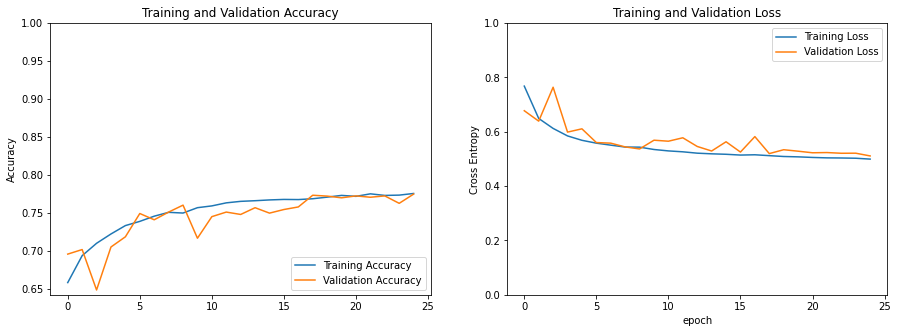 Training and Validation Accuracy
1.00
0.95
0.90
0.85
0.80
0.75
0.70
0.65
Accuracy
0
5
10
15
20
25
Training Accuracy
Validation Accuracy
Training and Validation Loss
1.0
0.8
0.6
0.4
0.2
0.0
Cross Entropy
0
5
10
15
20
25
epoch
Training Loss
Validation Loss